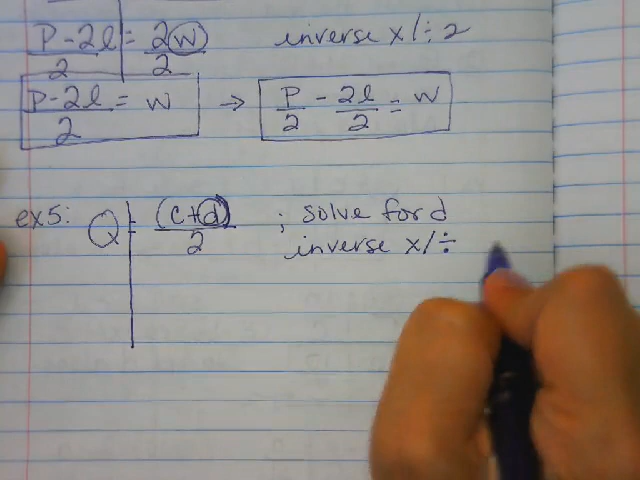 P-2l = 2w inverse x/÷ 2
2 2
P-2l = w → P/2 - 2l/2 = w
2
ex5: Q = (c+d) ; solve for d
2 inverse x/÷